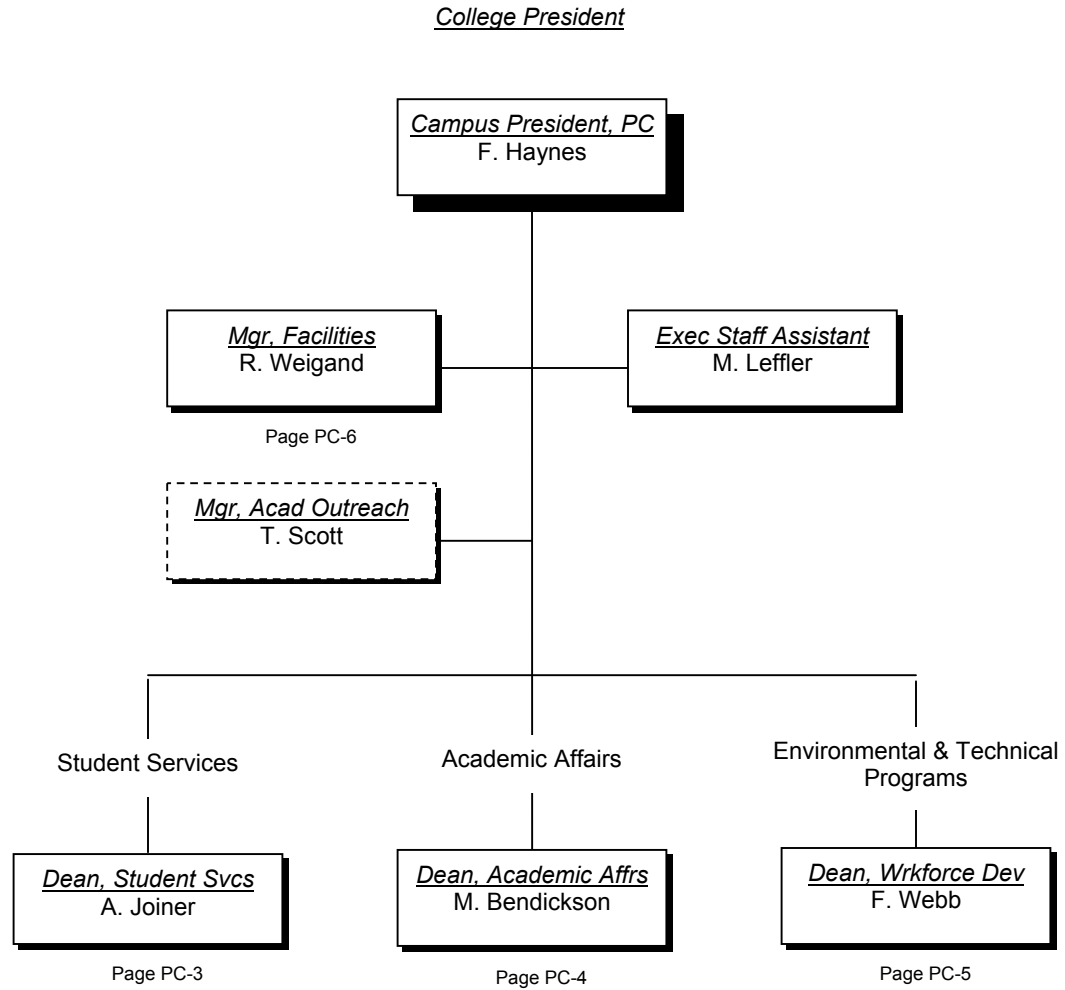 College President
Campus President, PC
F. Haynes
Mgr, Facilities
R. Weigand
Exec Staff Assistant
M. Leffler
Page PC-6
Mgr, Acad Outreach
T. Scott
Student Services
Academic Affairs
Environmental & Technical
Programs
Dean, Student Svcs
A. Joiner
Dean, Academic Affrs
M. Bendickson
Dean, Wrkforce Dev
F. Webb
Page PC-3
Page PC-4
Page PC-5